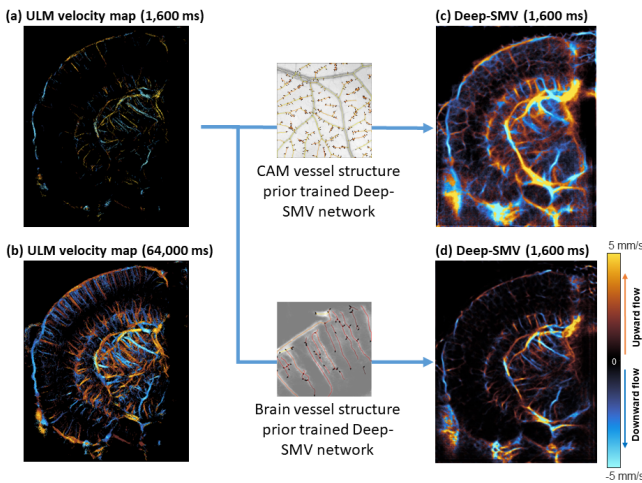 (a) ULM velocity map (1,600 ms)
(c) Deep-SMV (1,600 ms)
CAM vessel structure
prior trained Deep-
SMV network
(b) ULM velocity map (64,000 ms)
(d) Deep-SMV (1,600 ms)
5 mm/s
Upward flow
0
Downward flow
-5 mm/s
Brain vessel structure
prior trained Deep-
SMV network